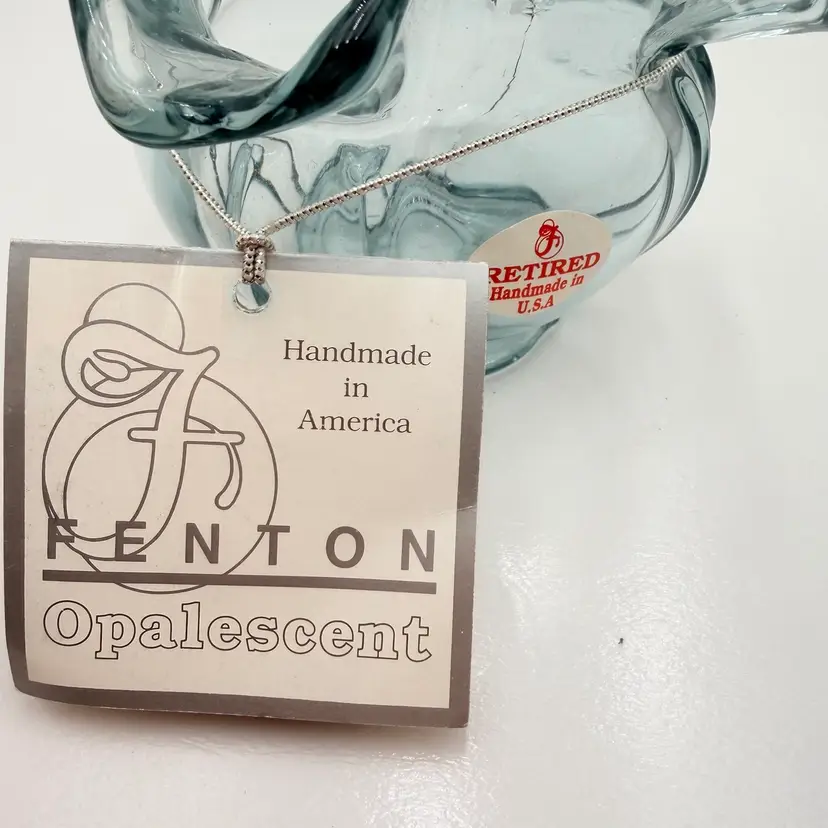 Handmade
in
America
FENTON
Opalescent
RETIRED
Handmade in
U.S.A